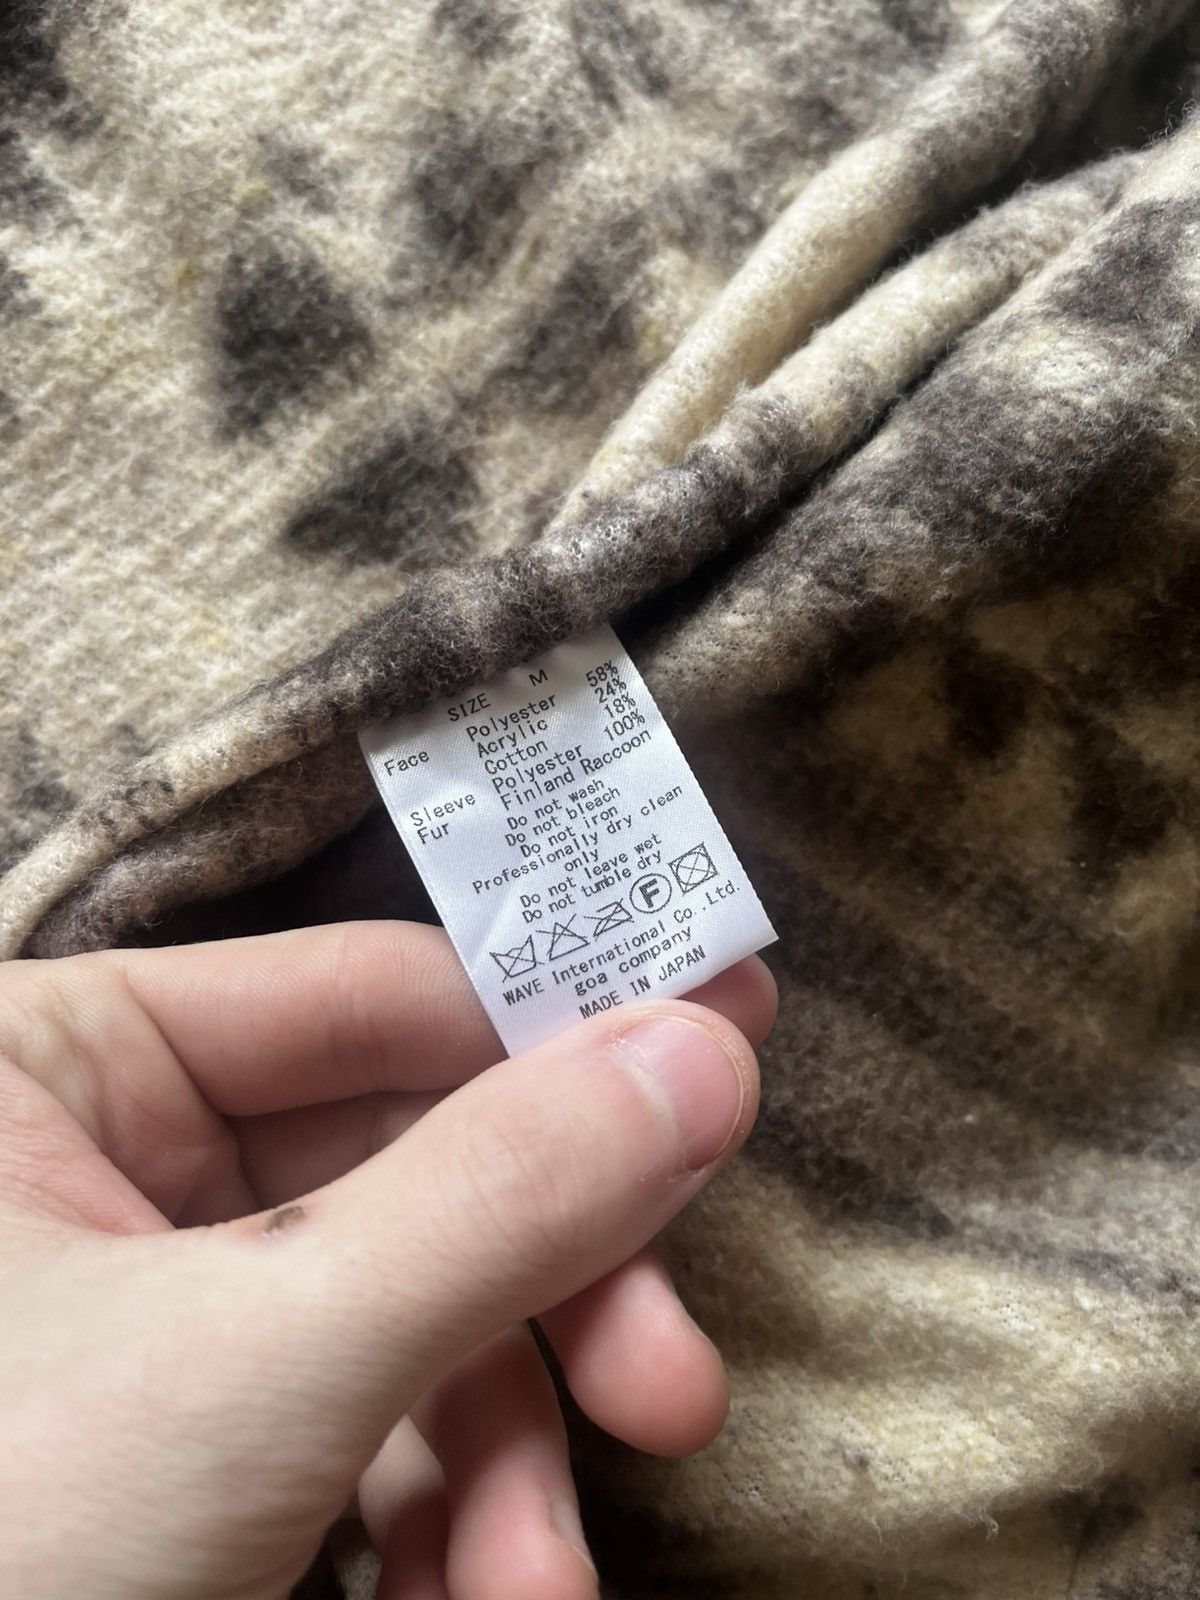 SIZE M
Face Polyester 58%
Acrylic 24%
Cotton 18%
Sleeve Polyester 100%
Fur Finland Raccoon
Do not wash
Do not bleach
Do not iron
Professionally dry clean
only
Do not leave wet
Do not tumble dry
F
WAVE International Co.,Ltd.
goa company
MADE IN JAPAN